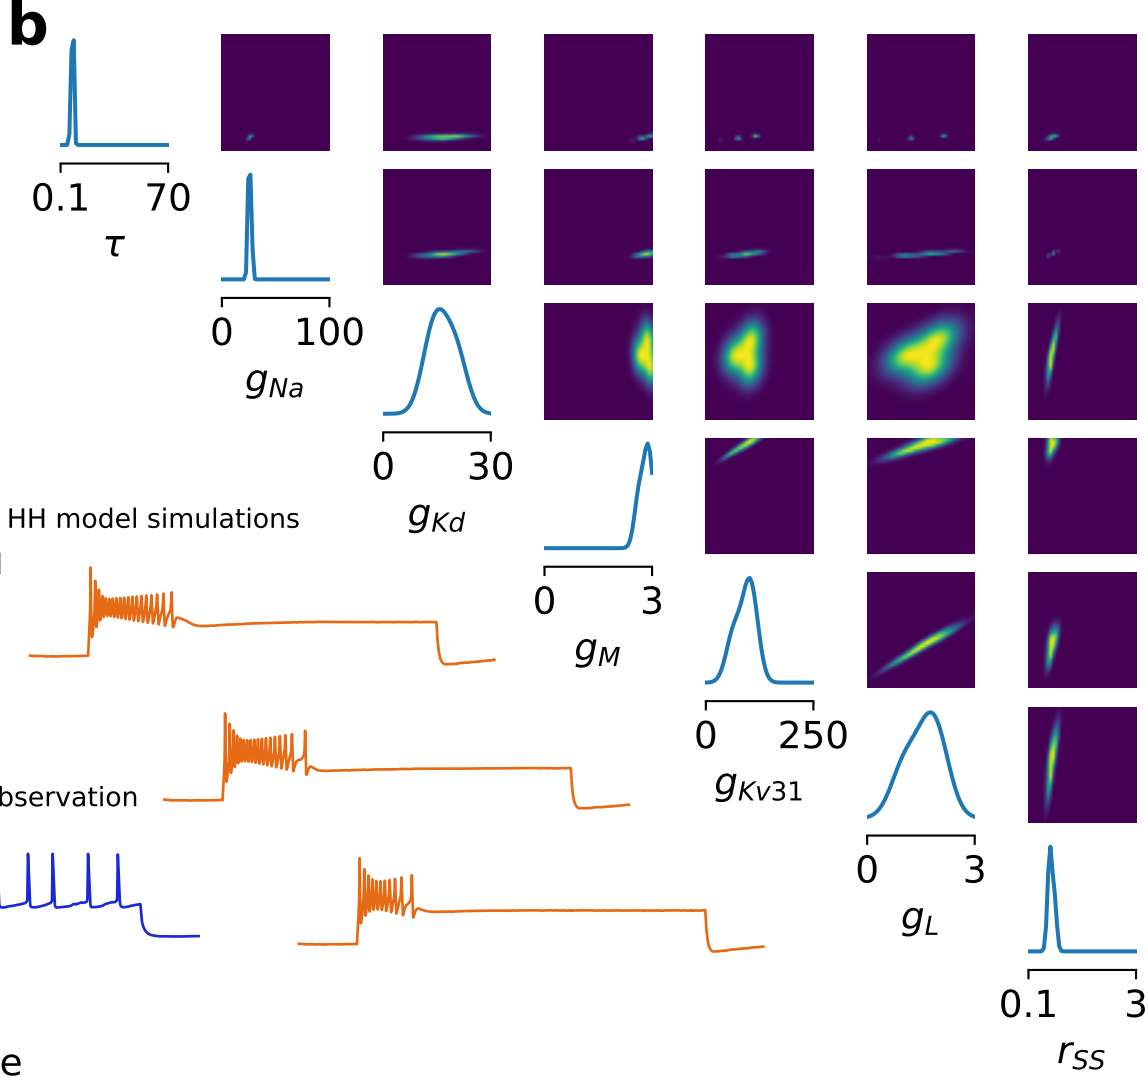 b
0.1 70
τ
0 100
g_Na
0 30
g_Kd
HH model simulations
0 3
g_M
0 250
g_Kv31
bservation
0 3
g_L
0.1 3
r_SS
e